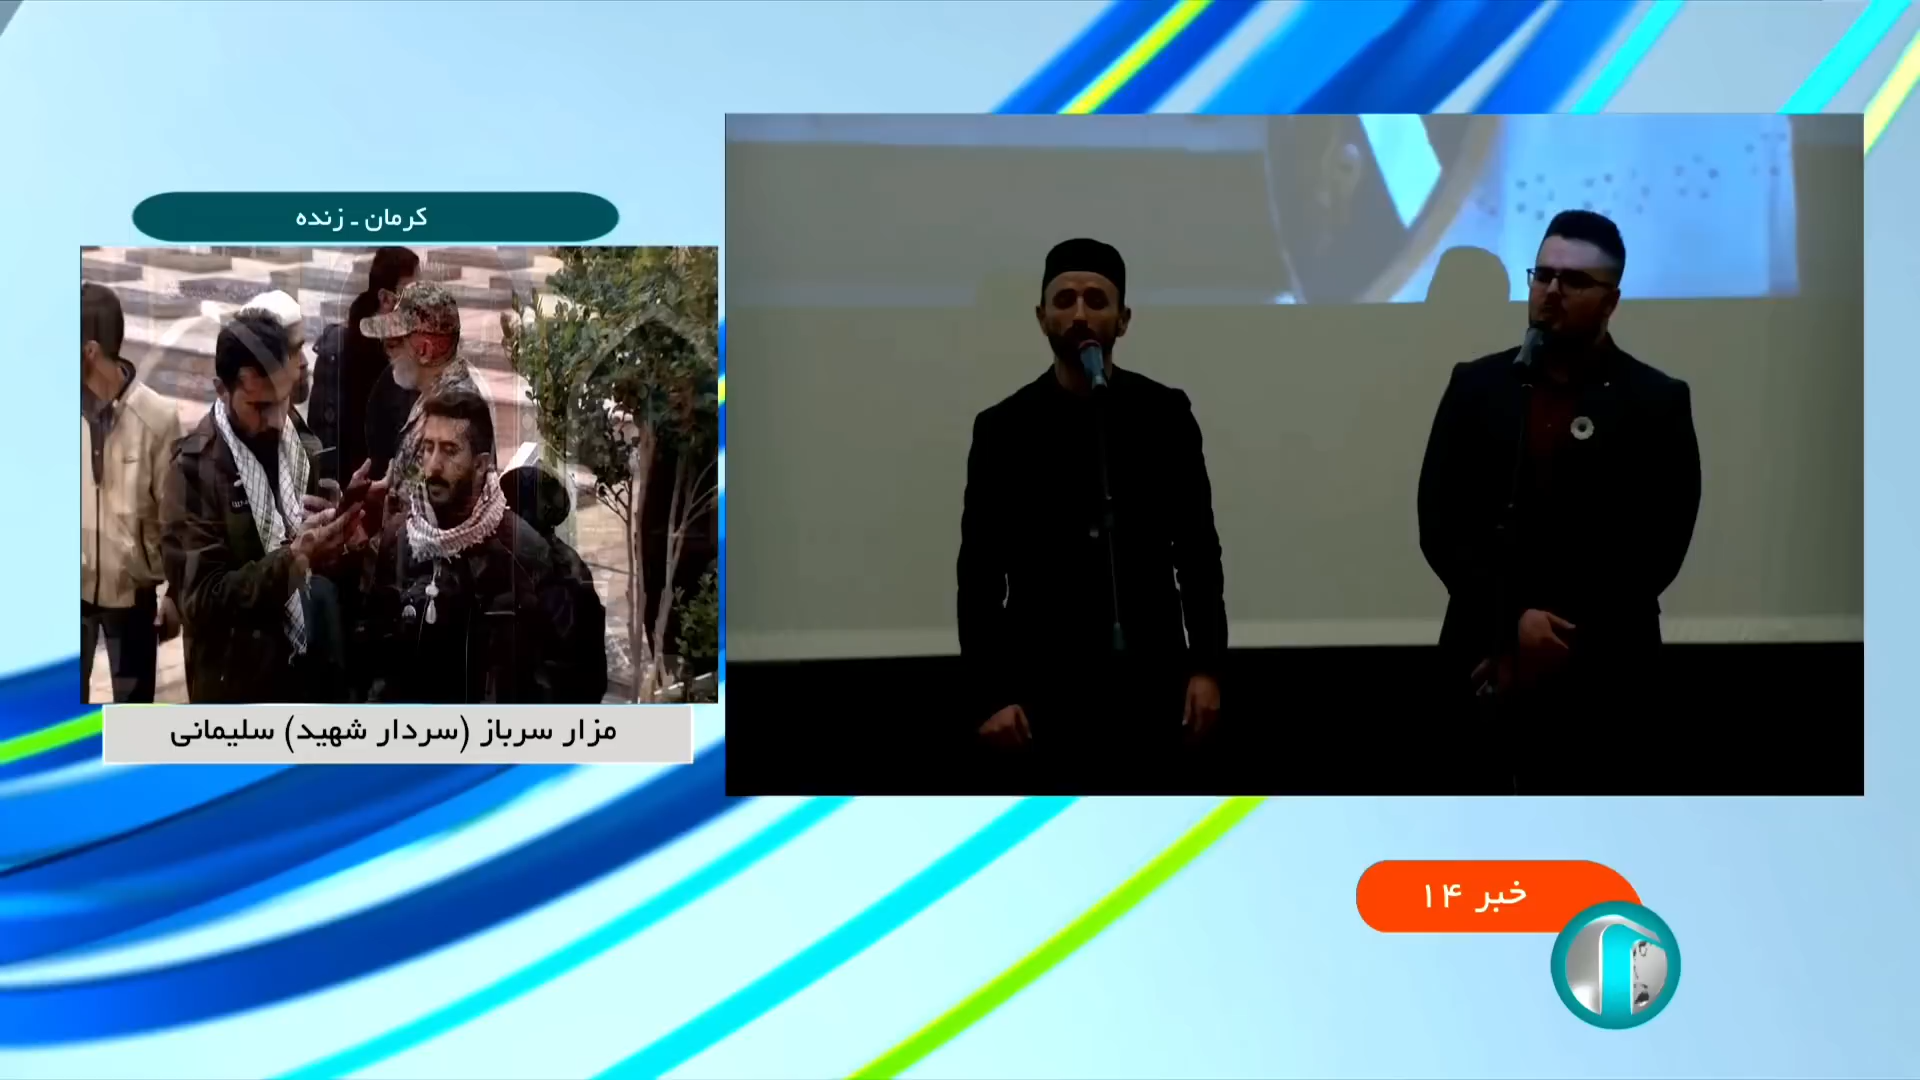 کرمان ـ زنده
مزار سرباز (سردار شهید) سلیمانی
خبر ۱۴